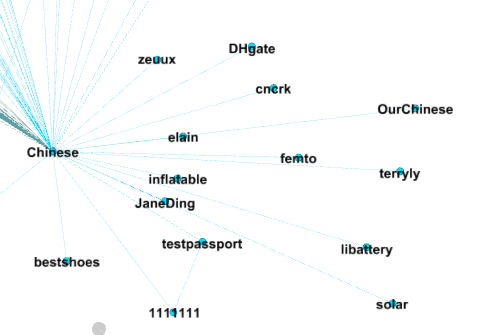 DHgate
zeuux
cncrk
OurChinese
elain
Chinese
femto
terryly
inflatable
JaneDing
testpassport
libattery
bestshoes
solar
1111111